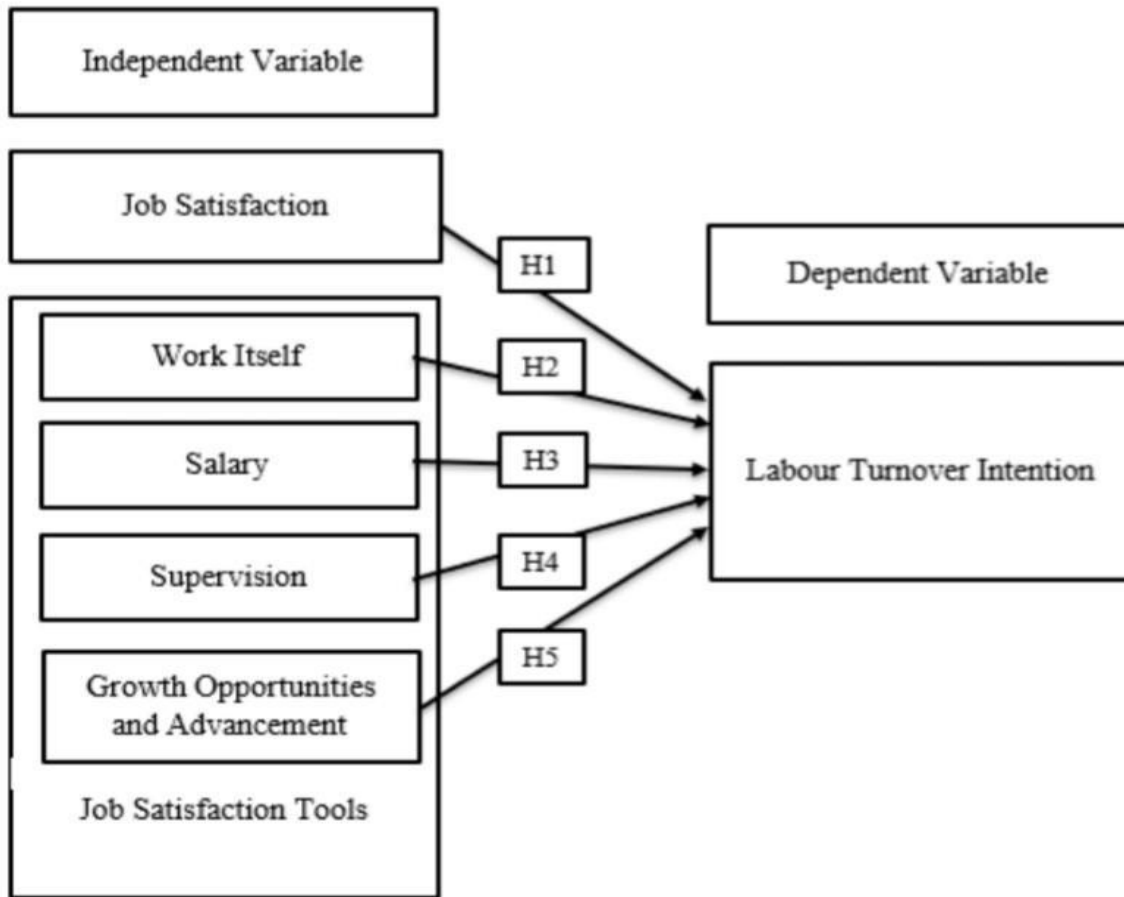 Independent Variable
Job Satisfaction
H1
Dependent Variable
Work Itself
H2
Salary
H3
Labour Turnover Intention
Supervision
H4
H5
Growth Opportunities
and Advancement
Job Satisfaction Tools